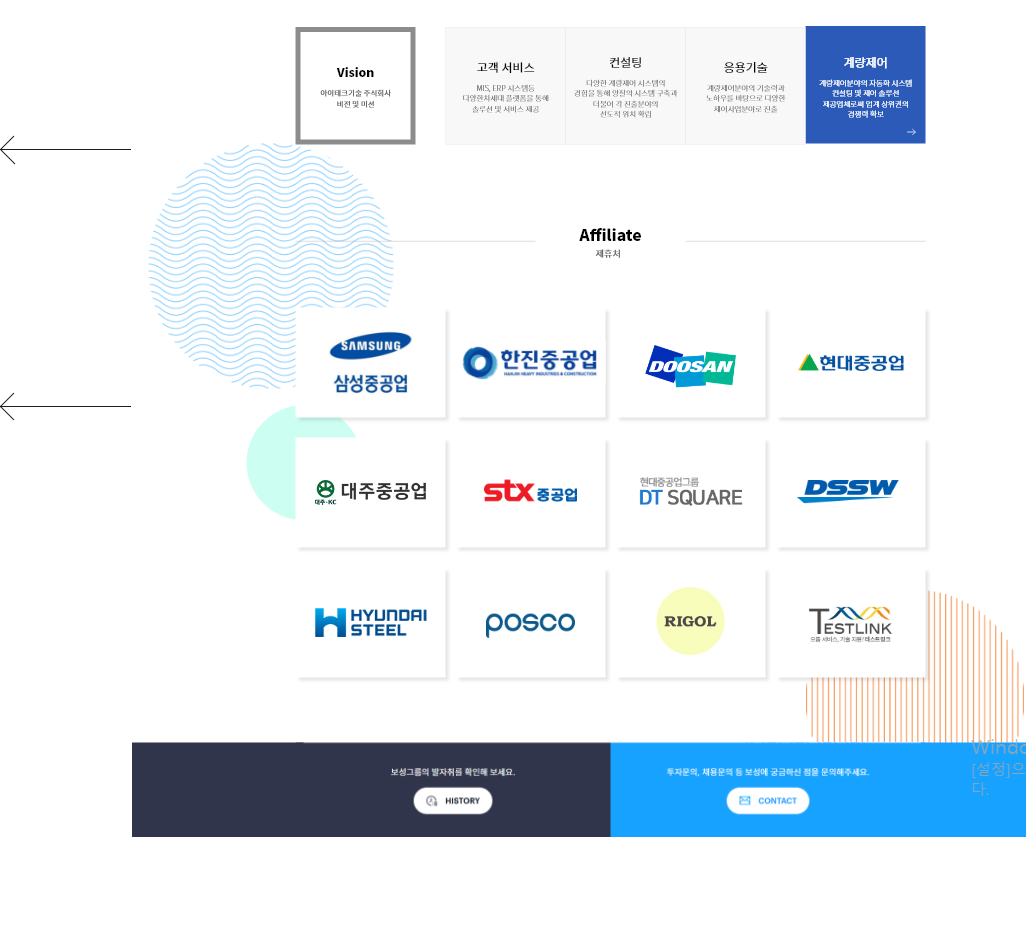 Vision
아이테크기술 주식회사
비전 및 미션
고객 서비스
MIS, ERP 시스템등
다양한차세대 플랫폼을 통해
솔루션 및 서비스 제공
컨설팅
다양한 계량제어 시스템의
경험을 통해 양질의 시스템 구축과
더불어 각 진출분야의
선도적 위치 확립
응용기술
계량제어분야의 기술력과
노하우를 바탕으로 다양한
제어사업분야로 진출
계량제어
계량제어분야의 자동화 시스템
컨설팅 및 제어 솔루션
제공업체로써 업계 상위권의
경쟁력 확보
Affiliate
제휴처
SAMSUNG
삼성중공업
한진중공업
HANJIN HEAVY INDUSTRIES & CONSTRUCTION
DOOSAN
현대중공업
대주·KC
대주중공업
STX 중공업
현대중공업그룹
DT SQUARE
DSSW
HYUNDAI
STEEL
posco
RIGOL
TESTLINK
으뜸 서비스, 기술 지원! 테스트링크
보성그룹의 발자취를 확인해 보세요.
HISTORY
투자문의, 채용문의 등 보성에 궁금하신 점을 문의해주세요.
CONTACT
Windo
[설정]으
다.